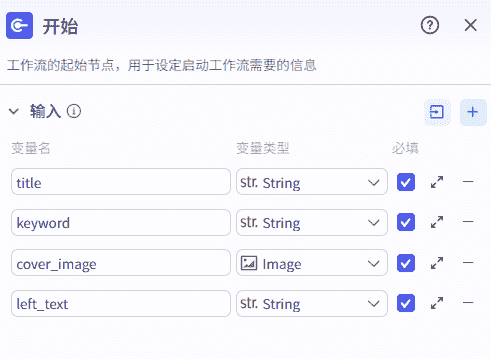 开始
工作流的起始节点，用于设定启动工作流需要的信息
输入
变量名 变量类型 必填
title str. String
keyword str. String
cover_image Image
left_text str. String